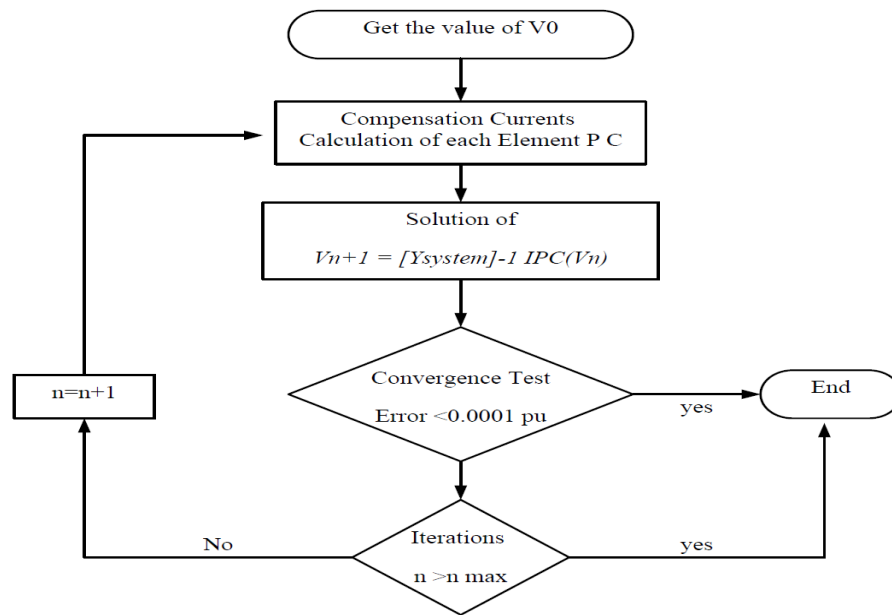 Get the value of V0
Compensation Currents
Calculation of each Element P C
Solution of
Vn+1 = [Ysystem]-1 IPC(Vn)
Convergence Test
Error <0.0001 pu
yes
End
n=n+1
No
Iterations
n >n max
yes